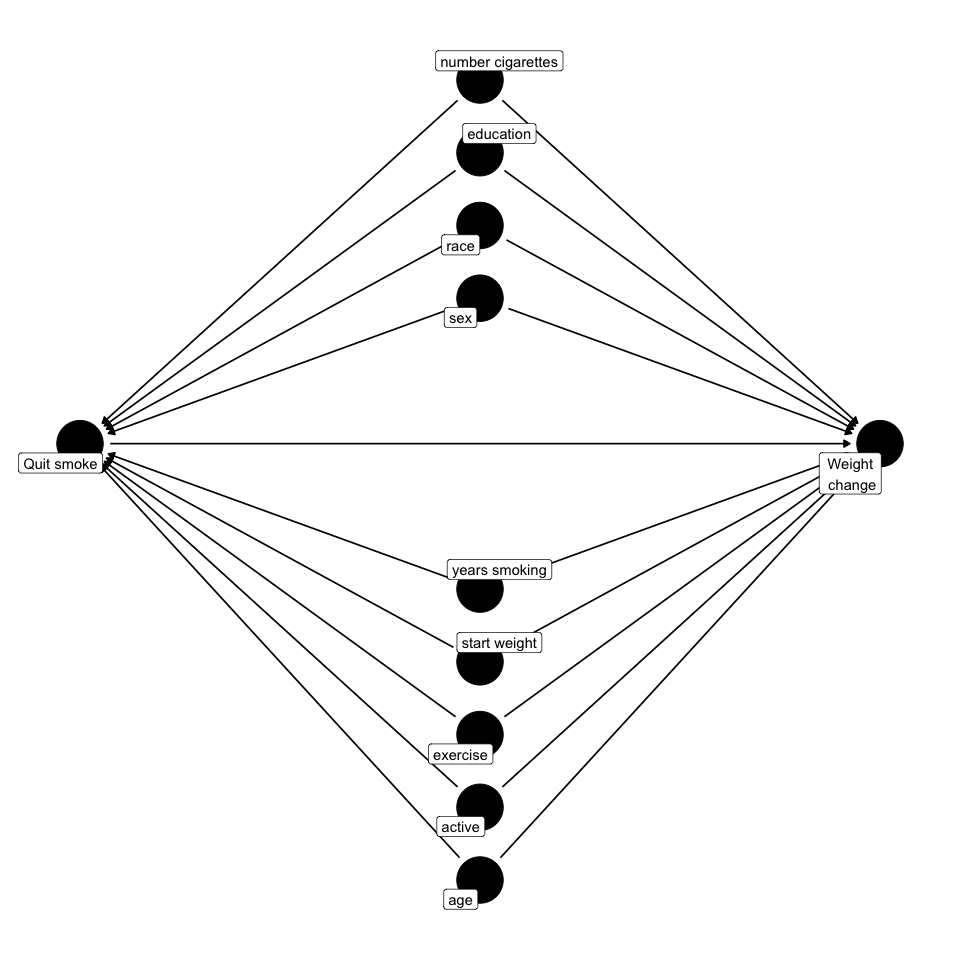 number cigarettes
education
race
sex
Quit smoke
Weight
change
years smoking
start weight
exercise
active
age